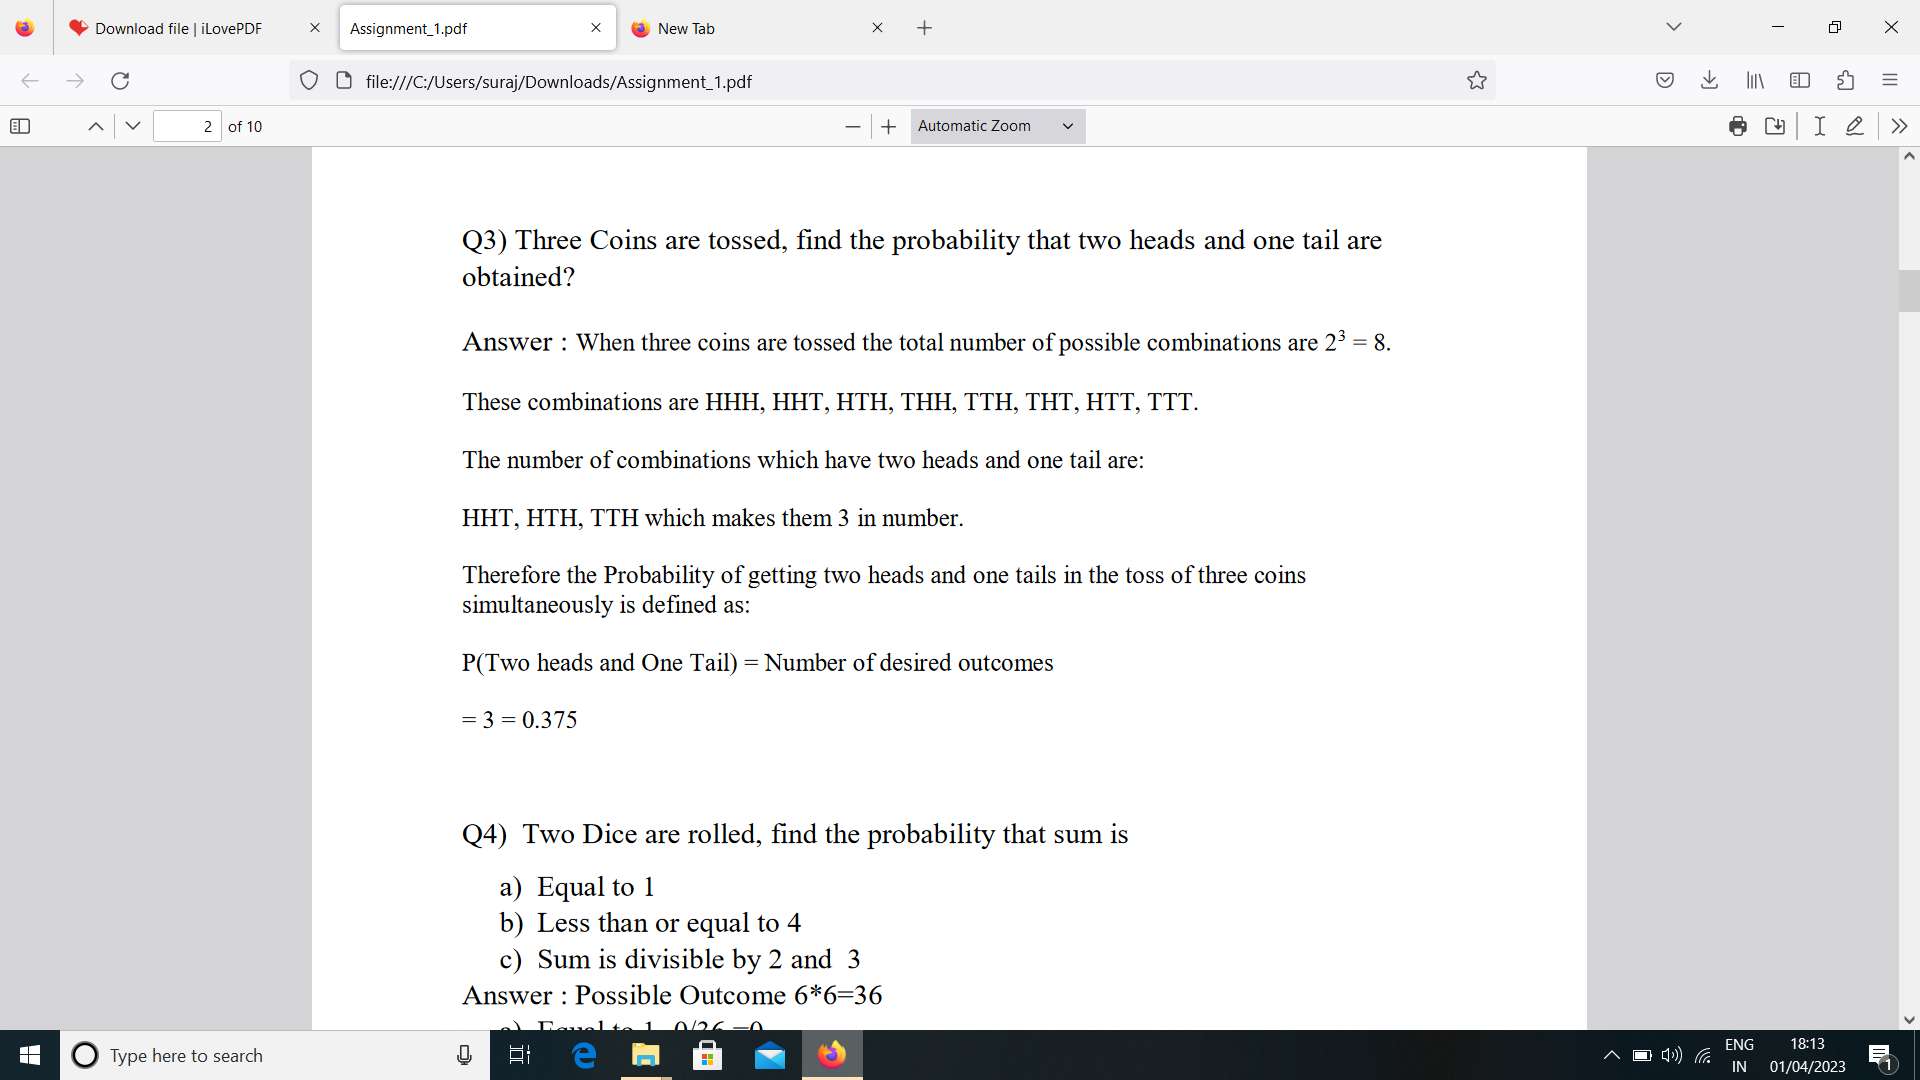 Download file | iLovePDF
Assignment_1.pdf
New Tab
file:///C:/Users/suraj/Downloads/Assignment_1.pdf
2 of 10
Automatic Zoom
Q3) Three Coins are tossed, find the probability that two heads and one tail are
obtained?
Answer : When three coins are tossed the total number of possible combinations are 2³ = 8.
These combinations are HHH, HHT, HTH, THH, TTH, THT, HTT, TTT.
The number of combinations which have two heads and one tail are:
HHT, HTH, TTH which makes them 3 in number.
Therefore the Probability of getting two heads and one tails in the toss of three coins
simultaneously is defined as:
P(Two heads and One Tail) = Number of desired outcomes
= 3 = 0.375
Q4)  Two Dice are rolled, find the probability that sum is
a) Equal to 1
b) Less than or equal to 4
c) Sum is divisible by 2 and  3
Answer : Possible Outcome 6*6=36
a) Equal to 1 0/36 =0
Type here to search
ENG
IN
18:13
01/04/2023
1